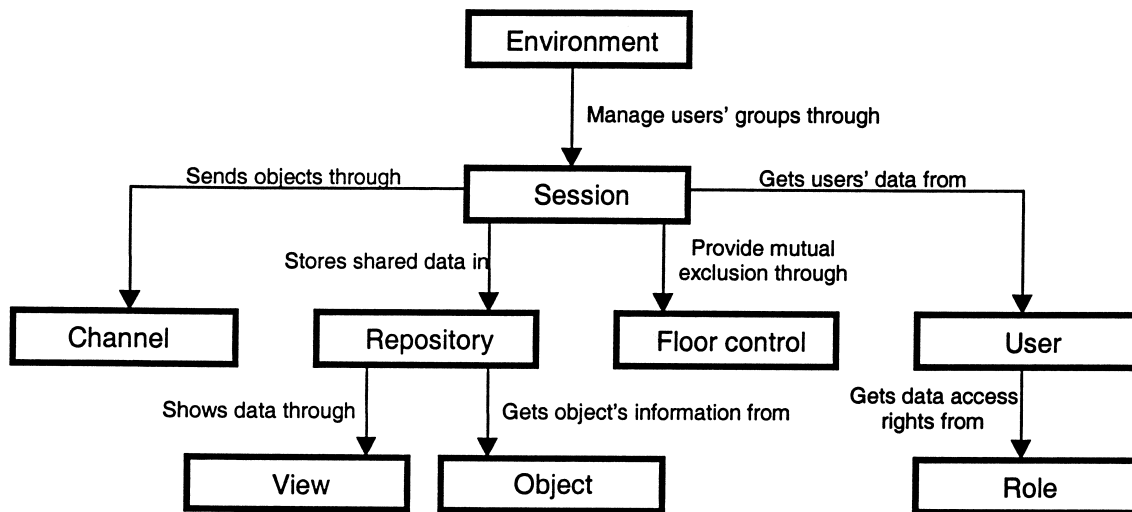 Environment
Manage users' groups through
Sends objects through
Session
Gets users' data from
Stores shared data in
Provide mutual
exclusion through
Channel
Repository
Floor control
User
Shows data through
Gets object's information from
Gets data access
rights from
View
Object
Role